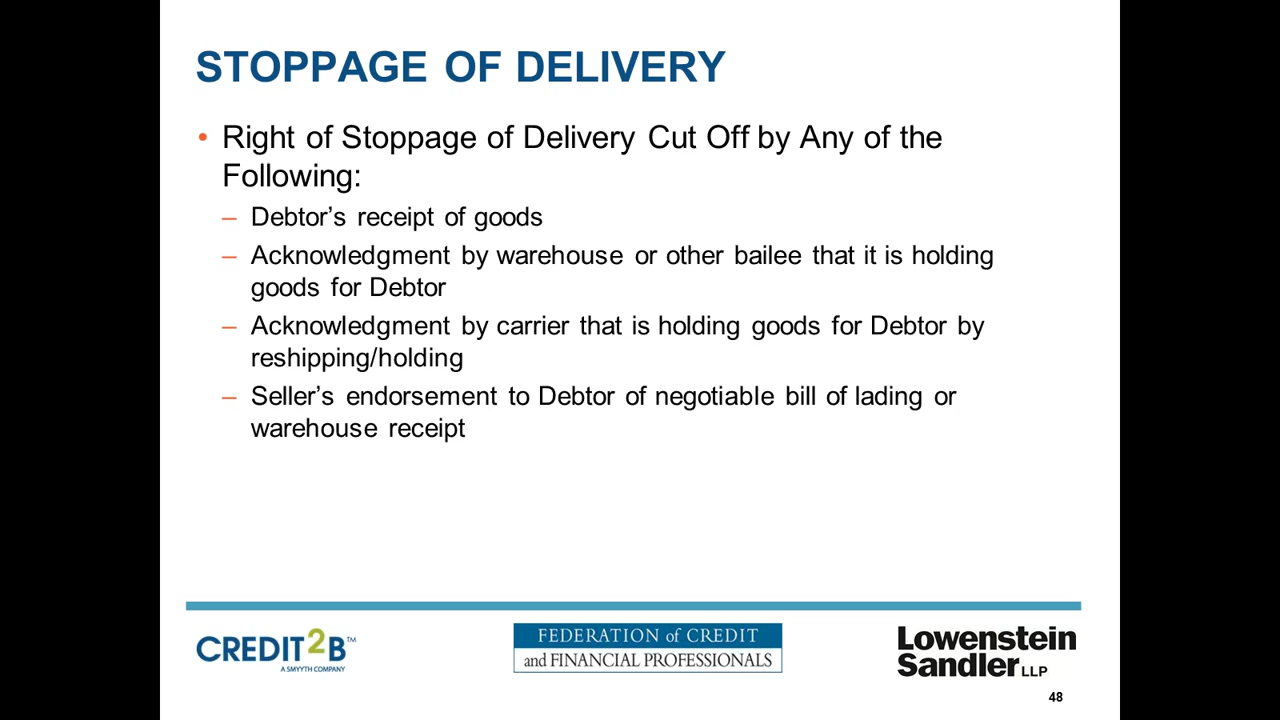 STOPPAGE OF DELIVERY
• Right of Stoppage of Delivery Cut Off by Any of the
Following:
– Debtor’s receipt of goods
– Acknowledgment by warehouse or other bailee that it is holding
goods for Debtor
– Acknowledgment by carrier that is holding goods for Debtor by
reshipping/holding
– Seller’s endorsement to Debtor of negotiable bill of lading or
warehouse receipt
CREDIT2B™
A SMYYTH COMPANY
FEDERATION of CREDIT
and FINANCIAL PROFESSIONALS
Lowenstein
Sandler LLP
48